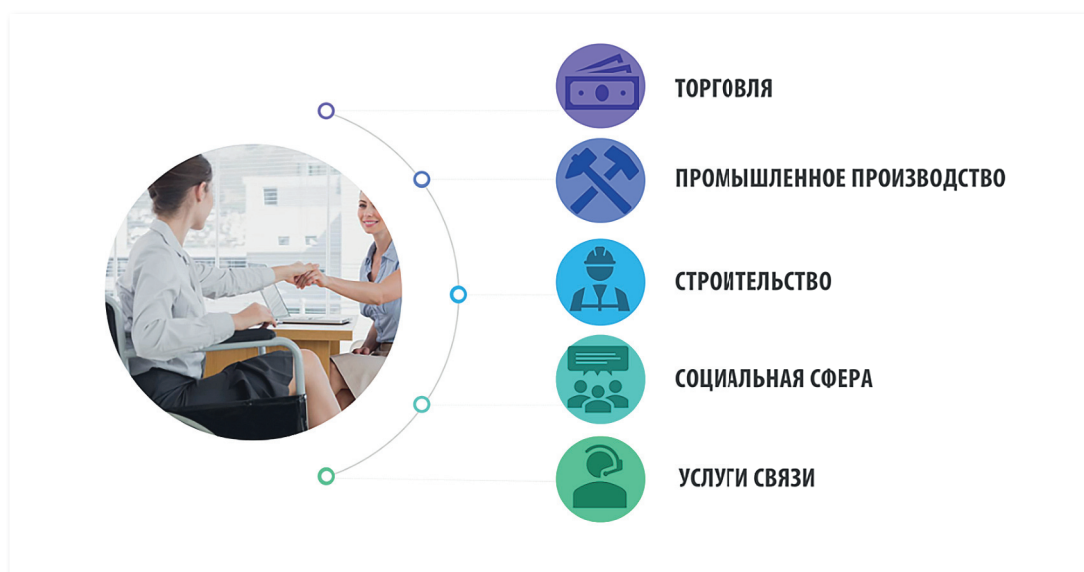 ТОРГОВЛЯ
ПРОМЫШЛЕННОЕ ПРОИЗВОДСТВО
СТРОИТЕЛЬСТВО
СОЦИАЛЬНАЯ СФЕРА
УСЛУГИ СВЯЗИ